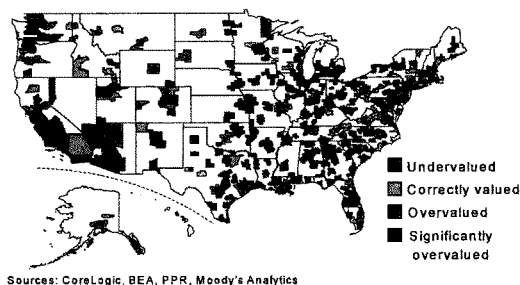 Undervalued
Correctly valued
Overvalued
Significantly
overvalued
Sources: CoreLogic, BEA, PPR, Moody's Analytics